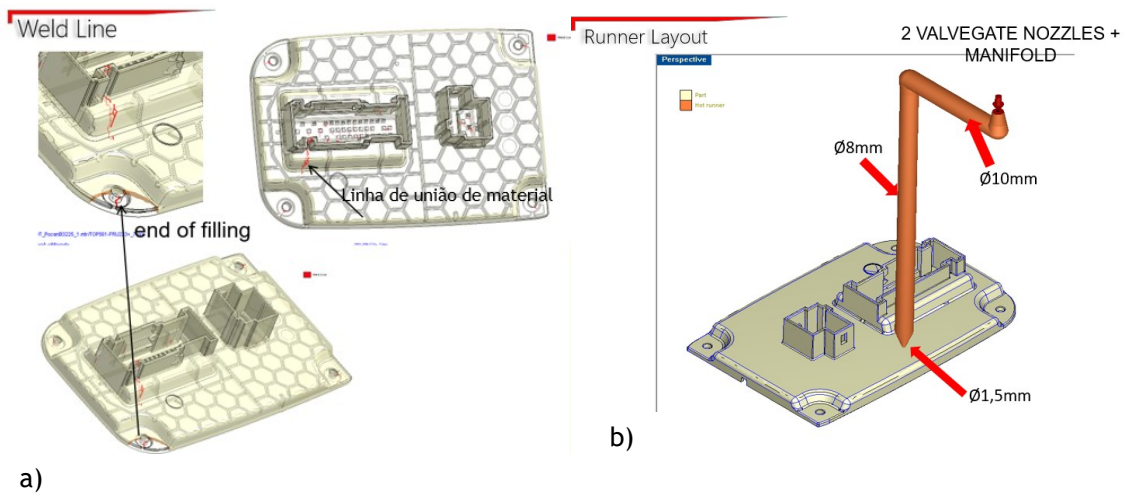 Weld Line
Linha de união de material
end of filling
a)
Runner Layout
2 VALVEGATE NOZZLES +
MANIFOLD
Perspective
Part
Hot runner
Ø8mm
Ø10mm
Ø1,5mm
b)